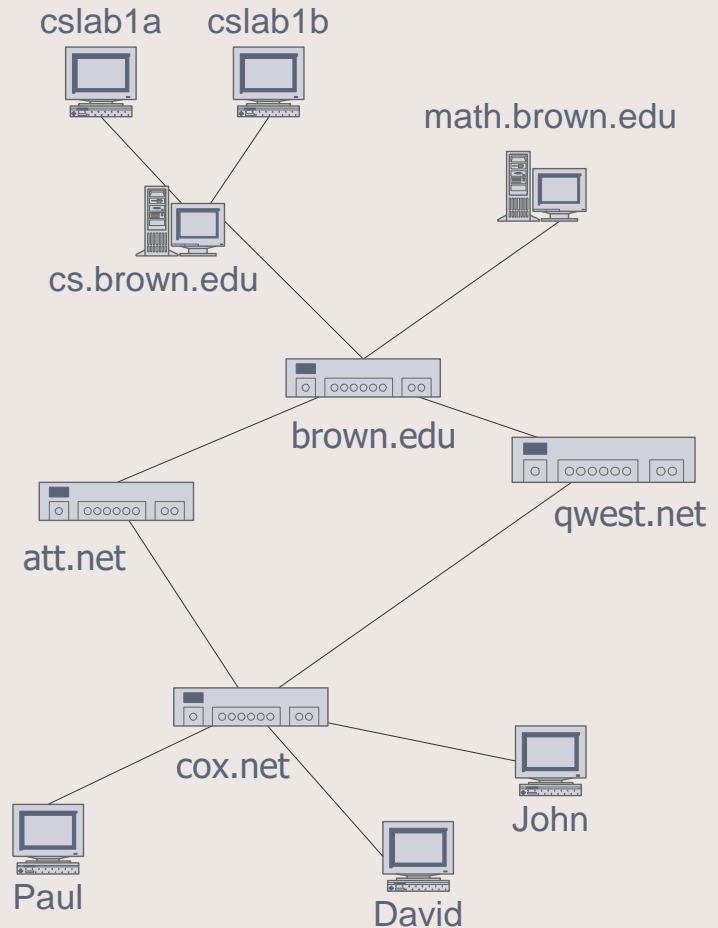 cslab1a
cslab1b
math.brown.edu
cs.brown.edu
brown.edu
qwest.net
att.net
cox.net
John
Paul
David